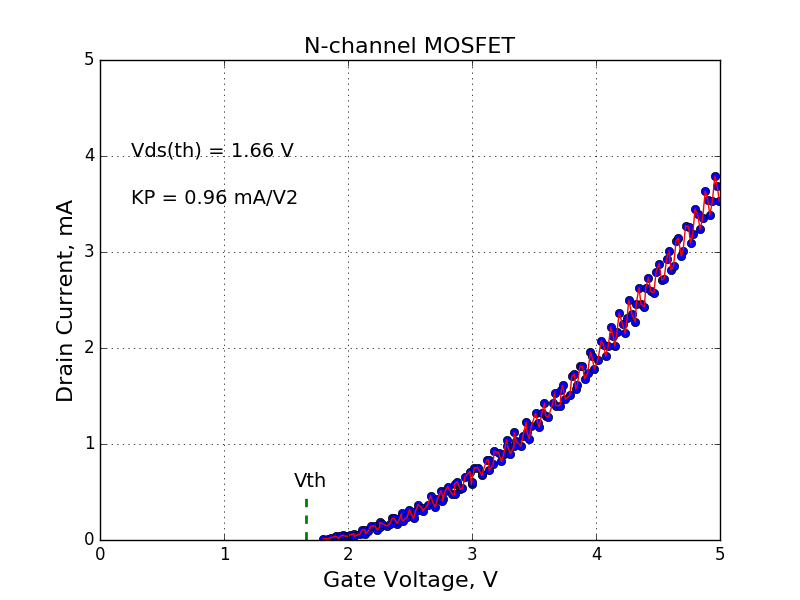 N-channel MOSFET
5
4
3
2
1
0
Drain Current, mA
Vds(th) = 1.66 V
KP = 0.96 mA/V2
Vth
0 1 2 3 4 5
Gate Voltage, V